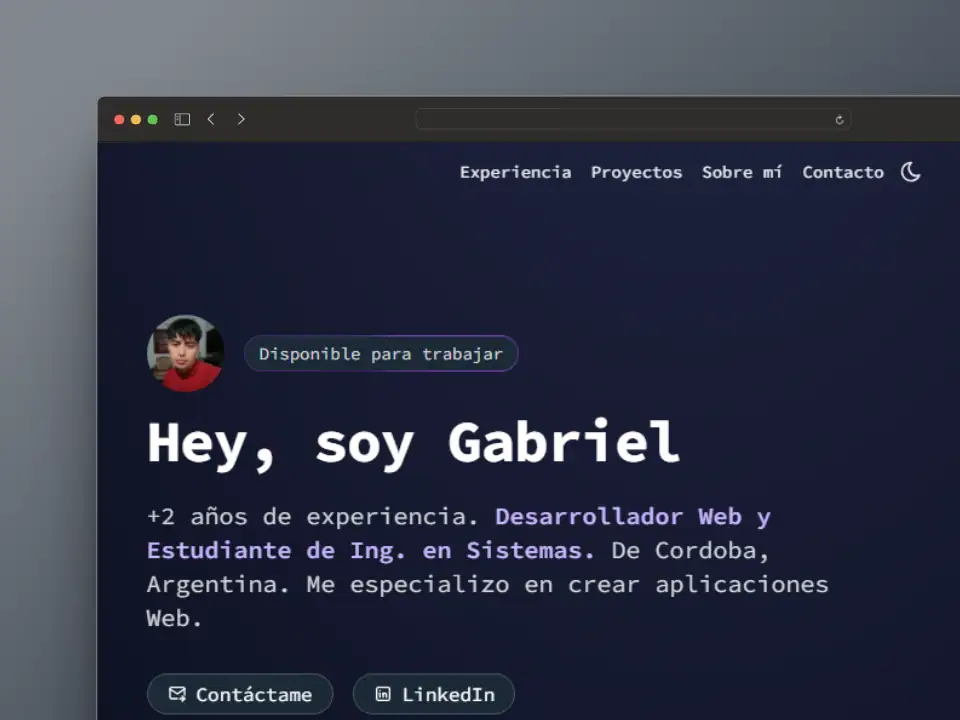 Experiencia Proyectos Sobre mí Contacto
Disponible para trabajar
Hey, soy Gabriel
+2 años de experiencia. Desarrollador Web y
Estudiante de Ing. en Sistemas. De Cordoba,
Argentina. Me especializo en crear aplicaciones
Web.
Contáctame LinkedIn